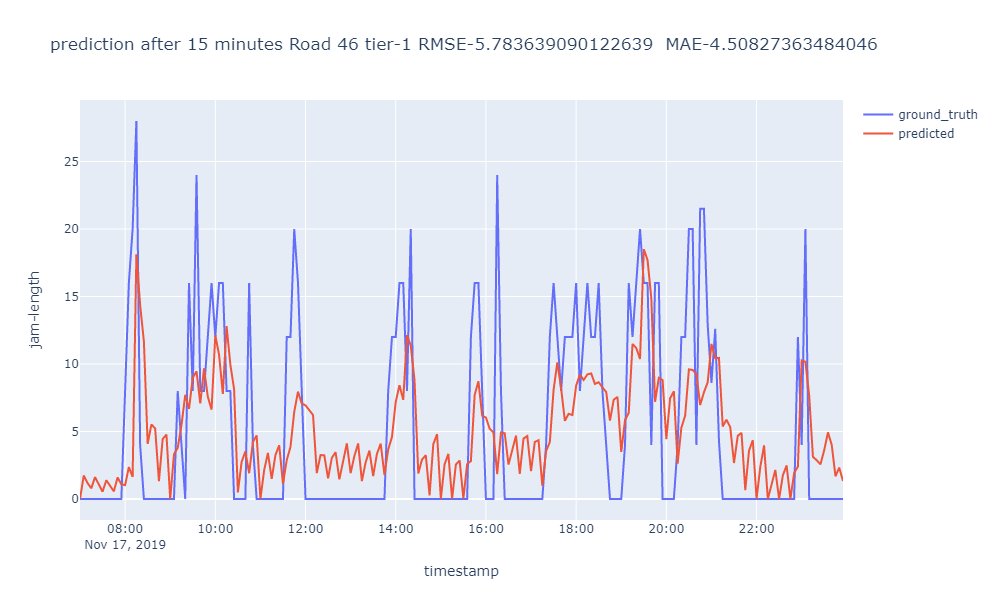 prediction after 15 minutes Road 46 tier-1 RMSE-5.783639090122639  MAE-4.50827363484046
ground_truth
predicted
jam-length
25
20
15
10
5
0
08:00 10:00 12:00 14:00 16:00 18:00 20:00 22:00
Nov 17, 2019
timestamp